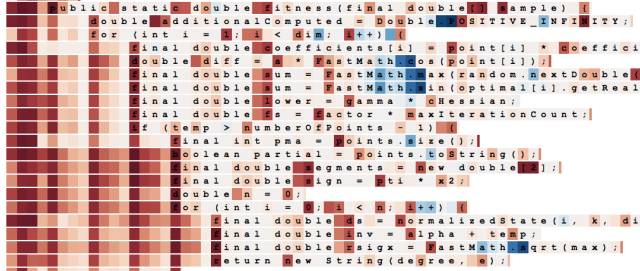 public static double fitness(final double[] sample) {
double additionalComputed = Double.POSITIVE_INFINITY;
for (int i = 1; i < dim; i++) {
final double coefficients[i] = point[i] * coeffici
double diff = a * FastMath.cos(point[i]);
final double sum = FastMath.max(random.nextDouble(
final double sum = FastMath.sin(optimal[i].getReal
final double lower = gamma * cHessian;
final double fs = factor * maxIterationCount;
if (temp > numberOfPoints - 1) {
final int pma = points.size();
boolean partial = points.toString();
final double segments = new double[2];
final double sign = pti * x2;
double n = 0;
for (int i = 0; i < n; i++) {
final double ds = normalizedState(i, k, di
final double inv = alpha + temp;
final double rsigx = FastMath.sqrt(max);
return new String(degree, e);